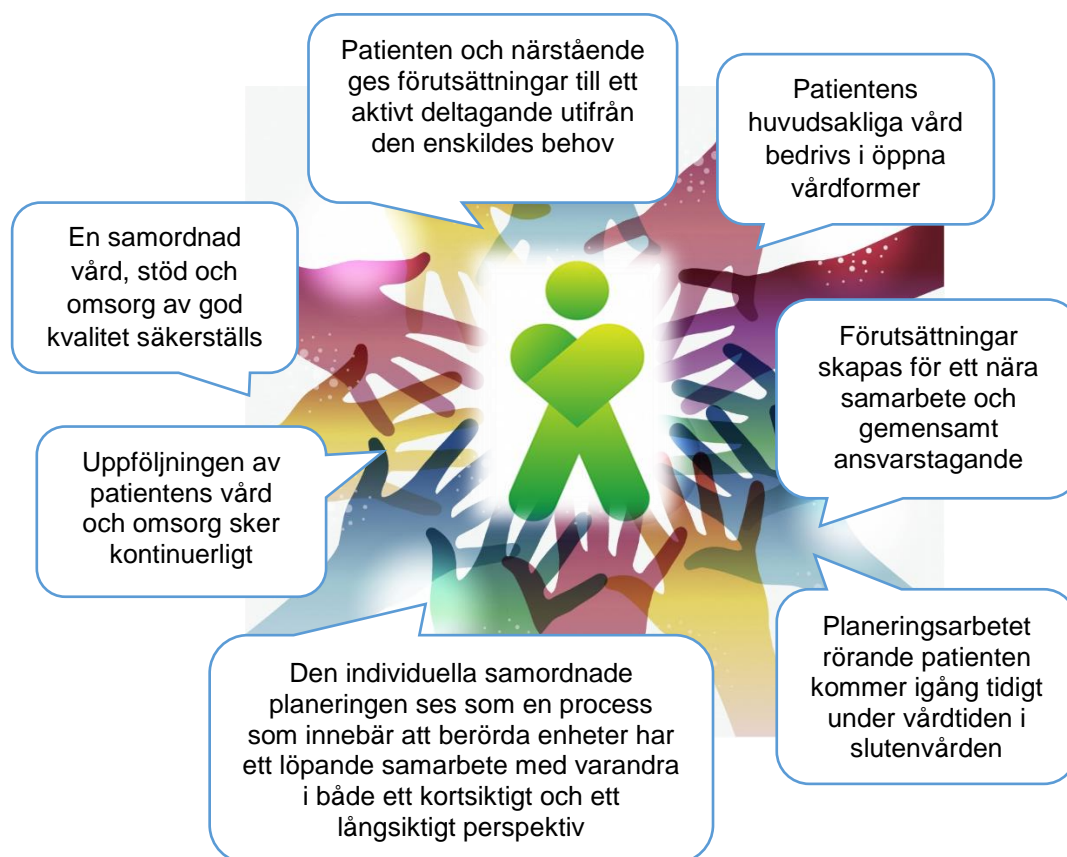 Patienten och närstående
ges förutsättningar till ett
aktivt deltagande utifrån
den enskildes behov
Patientens
huvudsakliga vård
bedrivs i öppna
vårdformer
En samordnad
vård, stöd och
omsorg av god
kvalitet säkerställs
Förutsättningar
skapas för ett nära
samarbete och
gemensamt
ansvarstagande
Uppföljningen av
patientens vård
och omsorg sker
kontinuerligt
Planeringsarbetet
rörande patienten
kommer igång tidigt
under vårdtiden i
slutenvården
Den individuella samordnade
planeringen ses som en process
som innebär att berörda enheter har
ett löpande samarbete med varandra
i både ett kortsiktigt och ett
långsiktigt perspektiv